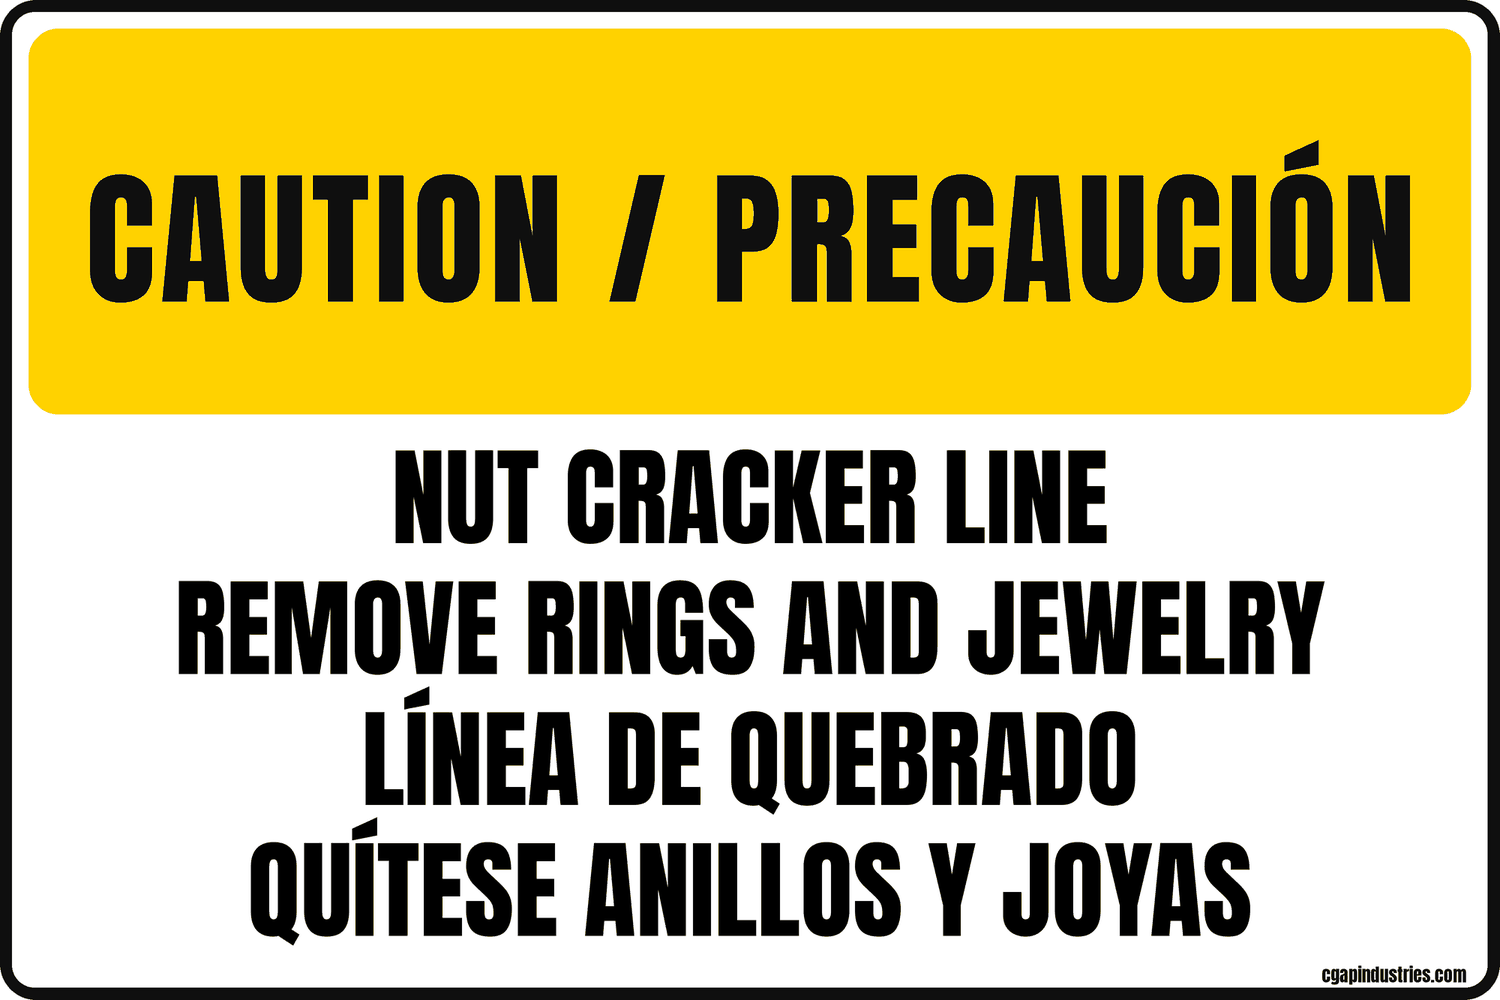 CAUTION / PRECAUCIÓN
NUT CRACKER LINE
REMOVE RINGS AND JEWELRY
LÍNEA DE QUEBRADO
QUÍTESE ANILLOS Y JOYAS
cgapindustries.com